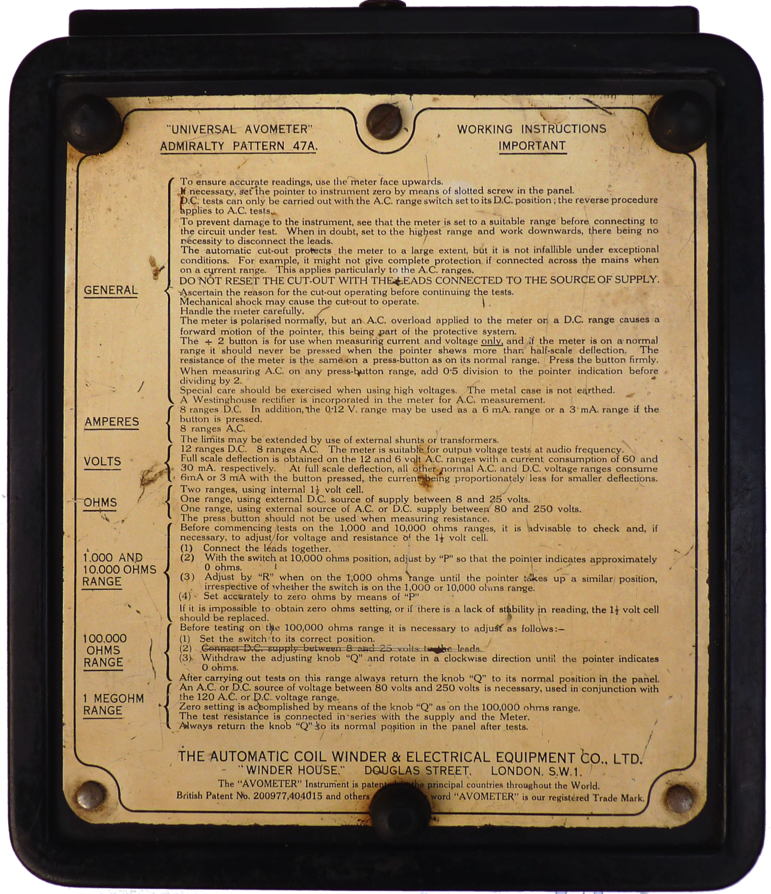 "UNIVERSAL AVOMETER"
ADMIRALTY PATTERN 47A.
WORKING INSTRUCTIONS
IMPORTANT
GENERAL
To ensure accurate readings, use the meter face upwards.
If necessary, set the pointer to instrument zero by means of slotted screw in the panel.
D.C. tests can only be carried out with the A.C. range switch set to its D.C. position; the reverse procedure
applies to A.C. tests.
To prevent damage to the instrument, see that the meter is set to a suitable range before connecting to
the circuit under test. When in doubt, set to the highest range and work downwards, there being no
necessity to disconnect the leads.
The automatic cut-out protects the meter to a large extent, but it is not infallible under exceptional
conditions. For example, it might not give complete protection if connected across the mains when
on a current range. This applies particularly to the A.C. ranges.
DO NOT RESET THE CUT-OUT WITH THE LEADS CONNECTED TO THE SOURCE OF SUPPLY.
Ascertain the reason for the cut-out operating before continuing the tests.
Mechanical shock may cause the cut-out to operate.
Handle the meter carefully.
The meter is polarised normally, but an A.C. overload applied to the meter on a D.C. range causes a
forward motion of the pointer, this being part of the protective system.
The ÷ 2 button is for use when measuring current and voltage only, and if the meter is on a normal
range it should never be pressed when the pointer shews more than half-scale deflection. The
resistance of the meter is the same on a press-button as on its normal range. Press the button firmly.
When measuring A.C. on any press-button range, add 0·5 division to the pointer indication before
dividing by 2.
Special care should be exercised when using high voltages. The metal case is not earthed.
A Westinghouse rectifier is incorporated in the meter for A.C. measurement.
AMPERES
8 ranges D.C. In addition, the 0·12 V. range may be used as a 6 mA. range or a 3 mA. range if the
button is pressed.
8 ranges A.C.
The limits may be extended by use of external shunts or transformers.
VOLTS
12 ranges D.C. 8 ranges A.C. The meter is suitable for output voltage tests at audio frequency.
Full scale deflection is obtained on the 12 and 6 volt A.C. ranges with a current consumption of 60 and
30 mA. respectively. At full scale deflection, all other normal A.C. and D.C. voltage ranges consume
6mA or 3 mA with the button pressed, the current being proportionately less for smaller deflections.
OHMS
Two ranges, using internal 1½ volt cell.
One range, using external D.C. source of supply between 8 and 25 volts.
One range, using external source of A.C. or D.C. supply between 80 and 250 volts.
The press button should not be used when measuring resistance.
1,000 AND
10,000 OHMS
RANGE
Before commencing tests on the 1,000 and 10,000 ohms ranges, it is advisable to check and, if
necessary, to adjust for voltage and resistance of the 1½ volt cell.
(1) Connect the leads together.
(2) With the switch at 10,000 ohms position, adjust by "P" so that the pointer indicates approximately
0 ohms.
(3) Adjust by "R" when on the 1,000 ohms range until the pointer takes up a similar position,
irrespective of whether the switch is on the 1,000 or 10,000 ohms range.
(4) Set accurately to zero ohms by means of "P"
If it is impossible to obtain zero ohms setting, or if there is a lack of stability in reading, the 1½ volt cell
should be replaced.
100,000
OHMS
RANGE
Before testing on the 100,000 ohm range it is necessary to adjust as follows:–
(1) Set the switch to its correct position.
(2) Connect D.C. supply between 8 and 25 volts to the leads.
(3) Withdraw the adjusting knob "Q" and rotate in a clockwise direction until the pointer indicates
0 ohms.
After carrying out tests on this range always return the knob "Q" to its normal position in the panel.
1 MEGOHM
RANGE
An A.C. or D.C. source of voltage between 80 volts and 250 volts is necessary, used in conjunction with
the 120 A.C. or D.C. voltage range.
Zero setting is accomplished by means of the knob "Q" as on the 100,000 ohms range.
The test resistance is connected in series with the supply and the Meter.
Always return the knob "Q" to its normal position in the panel after tests.
THE AUTOMATIC COIL WINDER & ELECTRICAL EQUIPMENT CO., LTD.
"WINDER HOUSE," DOUGLAS STREET, LONDON, S.W.1.
The "AVOMETER" Instrument is patented principal countries throughout the World.
British Patent No. 200977,404015 and others word "AVOMETER" is our registered Trade Mark.